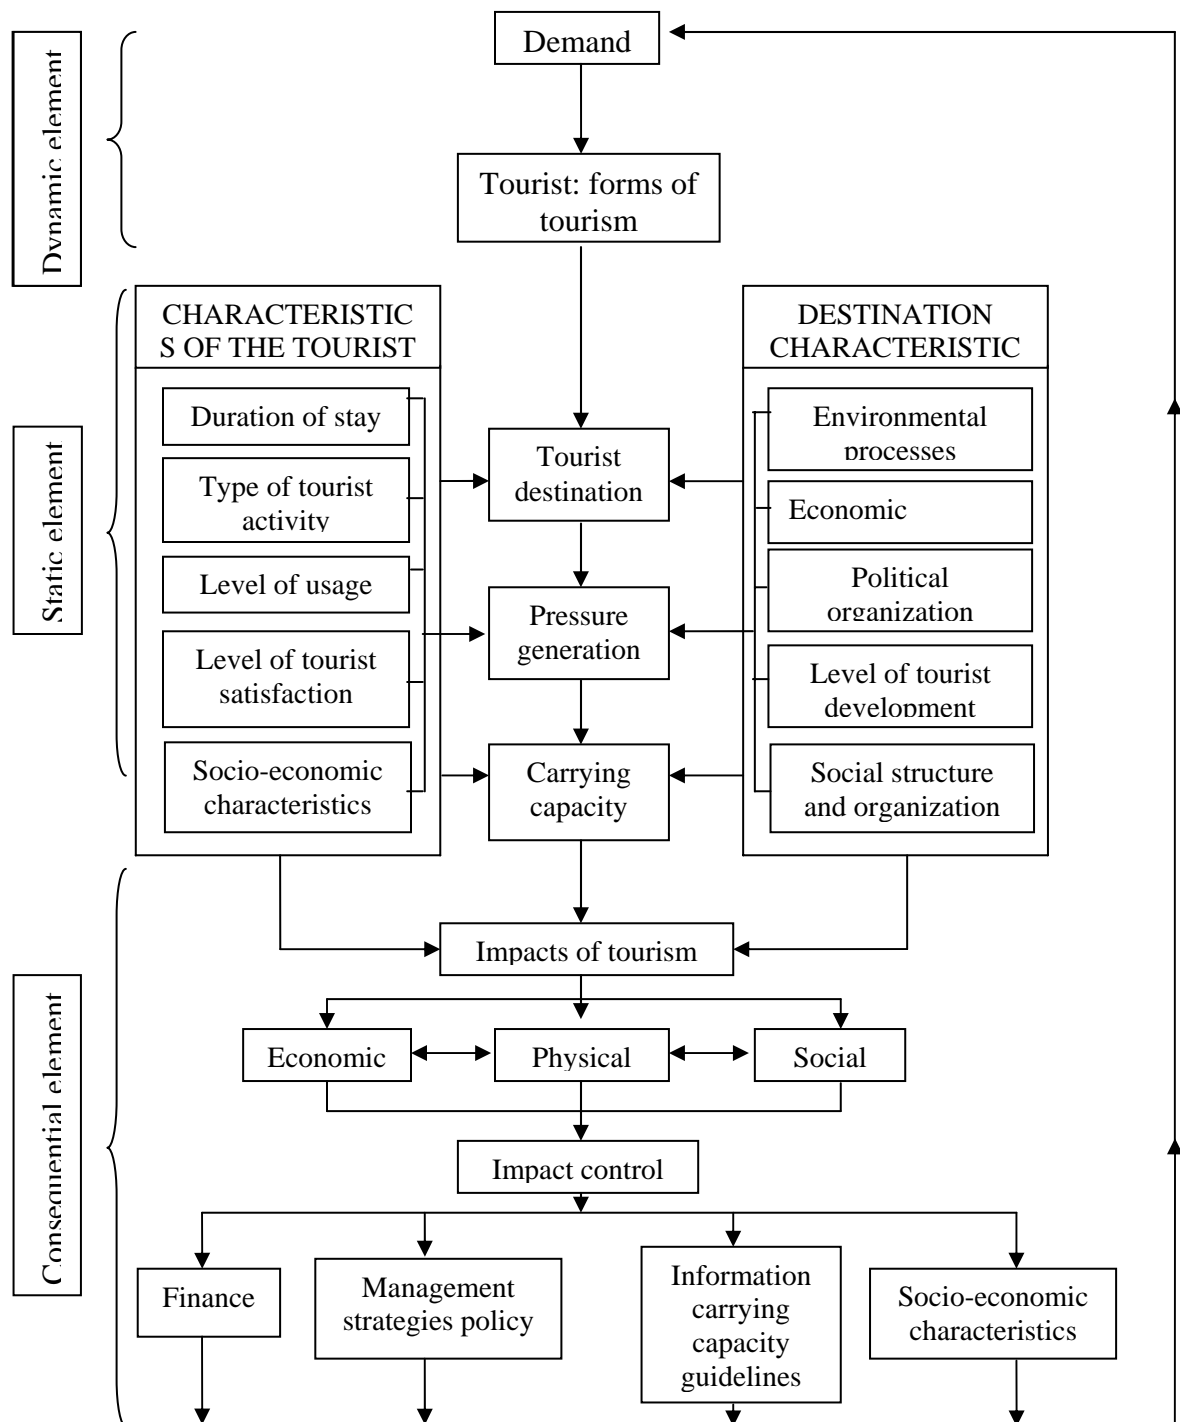 Dynamic element
Demand
Tourist: forms of
tourism
Static element
CHARACTERISTIC
S OF THE TOURIST
Duration of stay
Type of tourist
activity
Level of usage
Level of tourist
satisfaction
Socio-economic
characteristics
Tourist
destination
Pressure
generation
Carrying
capacity
DESTINATION
CHARACTERISTIC
Environmental
processes
Economic
Political
organization
Level of tourist
development
Social structure
and organization
Consequential element
Impacts of tourism
Economic
Physical
Social
Impact control
Finance
Management
strategies policy
Information
carrying
capacity
guidelines
Socio-economic
characteristics